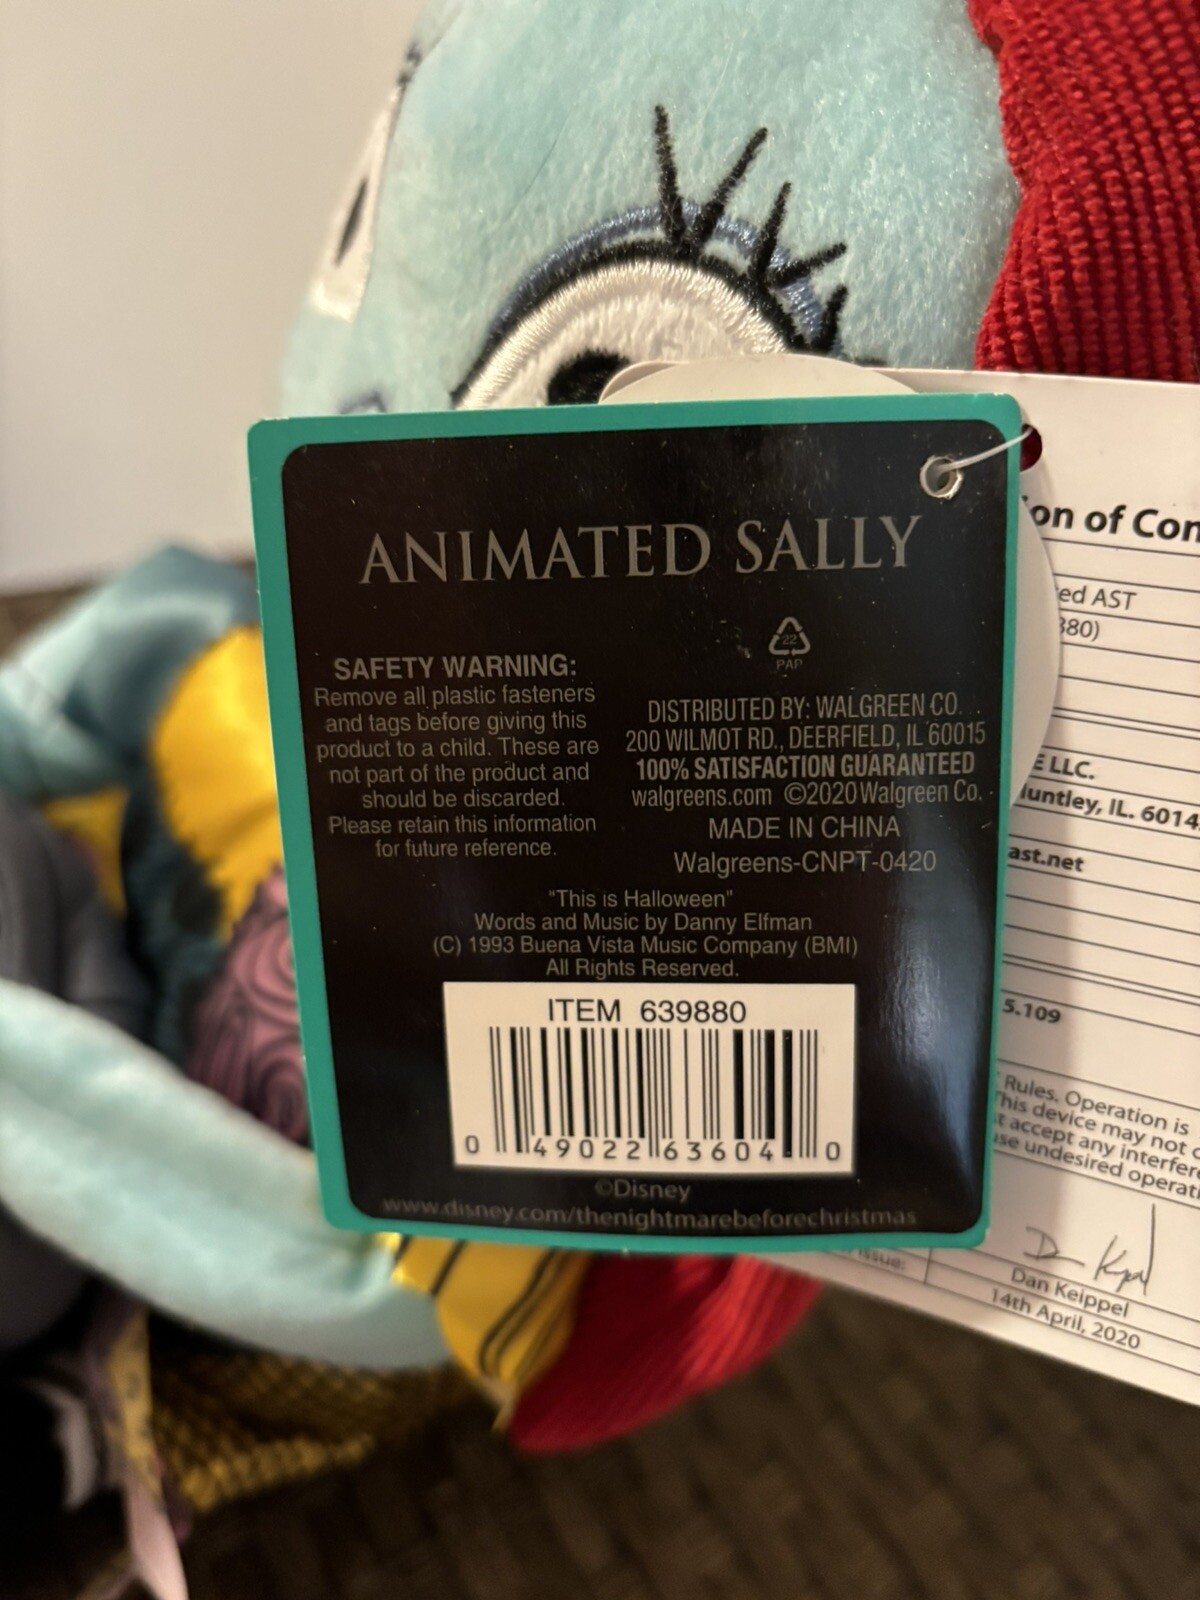 ANIMATED SALLY
22
PAP
SAFETY WARNING:
Remove all plastic fasteners
and tags before giving this
product to a child. These are
not part of the product and
should be discarded.
Please retain this information
for future reference.
DISTRIBUTED BY: WALGREEN CO.
200 WILMOT RD., DEERFIELD, IL 60015
100% SATISFACTION GUARANTEED
walgreens.com ©2020 Walgreen Co.
MADE IN CHINA
Walgreens-CNPT-0420
"This is Halloween"
Words and Music by Danny Elfman
(C) 1993 Buena Vista Music Company (BMI)
All Rights Reserved.
ITEM 639880
0 49022 63604 0
©Disney
www.disney.com/thenightmarebeforechristmas
on of Con
ed AST
880)
E LLC.
untley, IL. 6014
ast.net
5.109
Rules. Operation is
This device may not
accept any interfere
se undesired operati
issue:
Dan Keippel
14th April, 2020